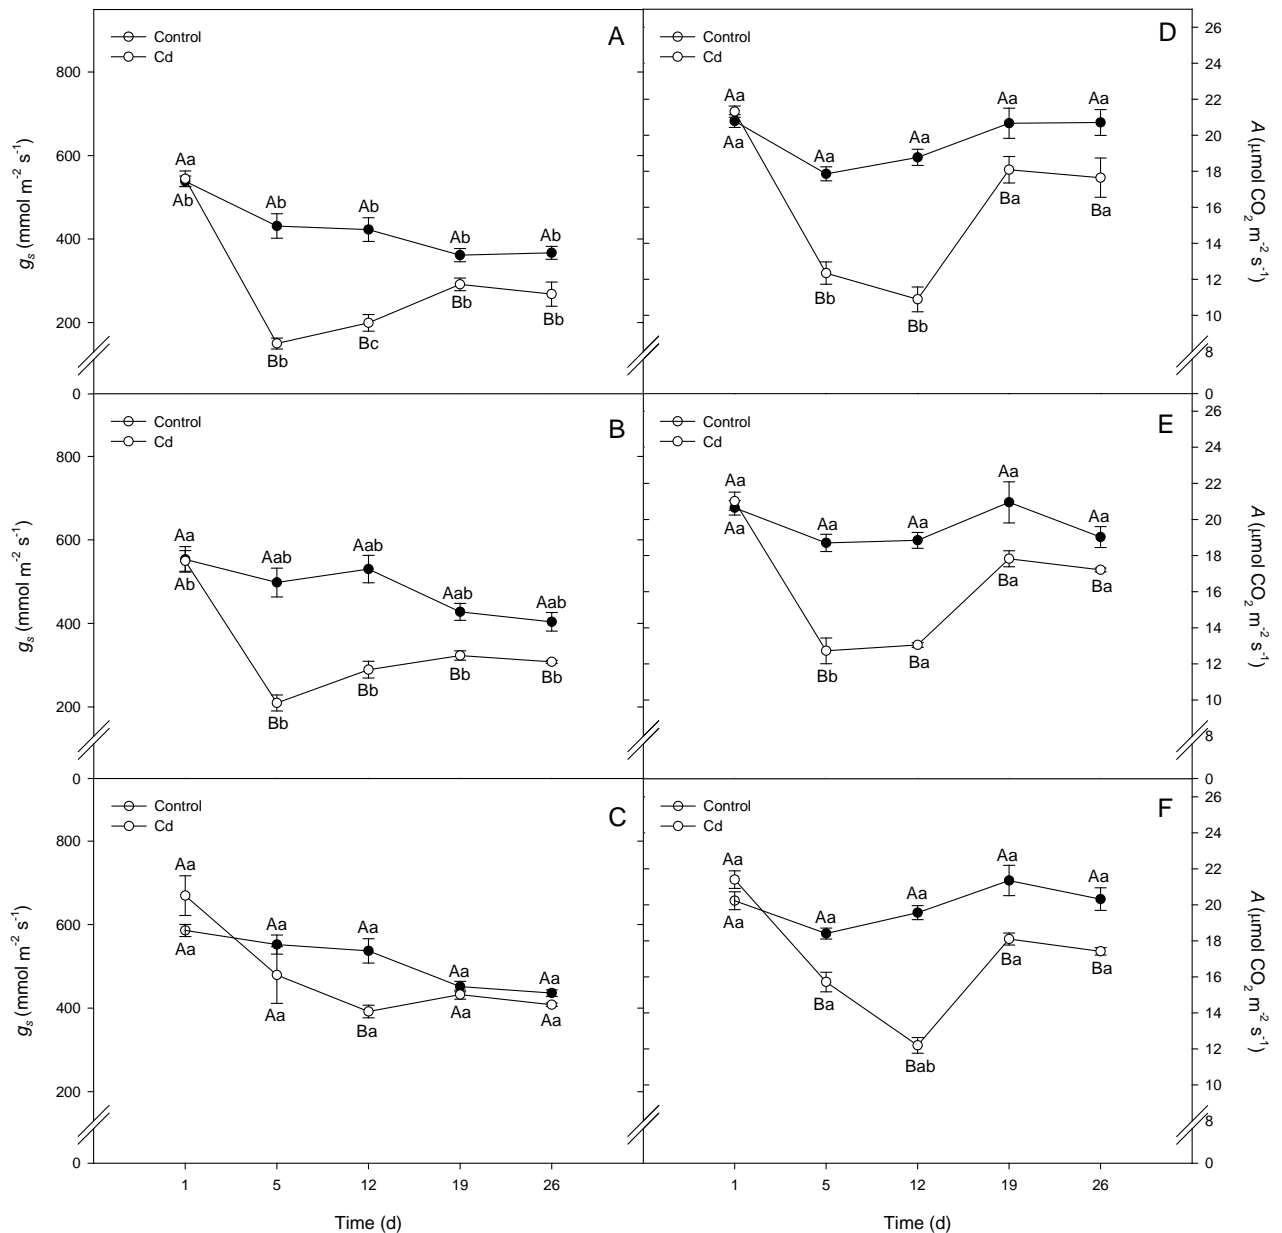 Control
Cd
A
800
600
400
200
0
gs (mmol m-2 s-1)
Aa
Ab
Ab
Ab
Ab
Ab
Bb
Bc
Bb
Bb
Control
Cd
D
26
24
22
20
18
16
14
12
10
8
0
A (μmol CO2 m-2 s-1)
Aa
Aa
Aa
Aa
Aa
Aa
Bb
Bb
Ba
Ba
Control
Cd
B
800
600
400
200
0
gs (mmol m-2 s-1)
Aa
Ab
Aab
Aab
Aab
Aab
Bb
Bb
Bb
Bb
Control
Cd
E
26
24
22
20
18
16
14
12
10
8
0
A (μmol CO2 m-2 s-1)
Aa
Aa
Aa
Aa
Aa
Aa
Bb
Ba
Ba
Ba
Control
Cd
C
800
600
400
200
0
gs (mmol m-2 s-1)
Aa
Aa
Aa
Aa
Aa
Aa
Aa
Ba
Aa
Aa
1 5 12 19 26
Time (d)
Control
Cd
F
26
24
22
20
18
16
14
12
10
8
0
A (μmol CO2 m-2 s-1)
Aa
Aa
Aa
Aa
Aa
Aa
Ba
Bab
Ba
Ba
1 5 12 19 26
Time (d)